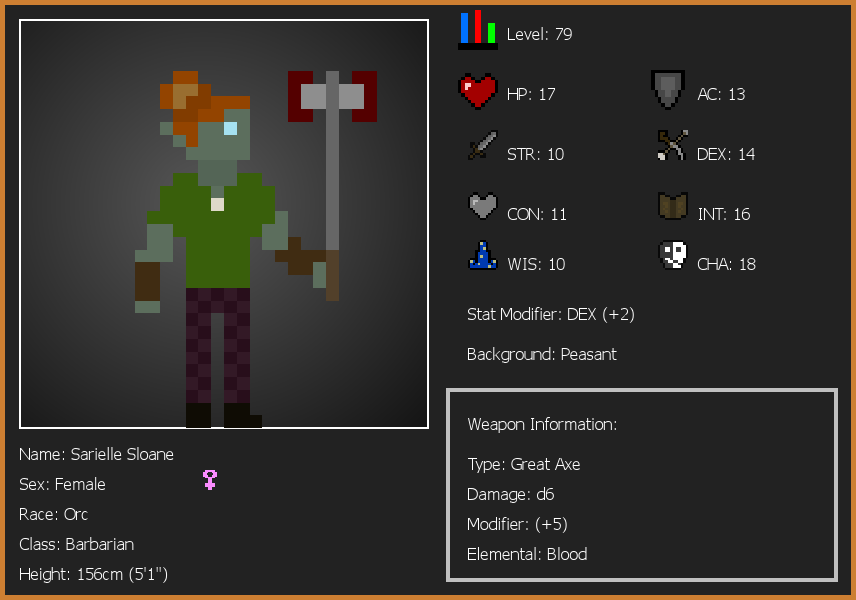 Level: 79
HP: 17
AC: 13
STR: 10
DEX: 14
CON: 11
INT: 16
WIS: 10
CHA: 18
Stat Modifier: DEX (+2)
Background: Peasant
Weapon Information:
Type: Great Axe
Damage: d6
Modifier: (+5)
Elemental: Blood
Name: Sarielle Sloane
Sex: Female
Race: Orc
Class: Barbarian
Height: 156cm (5'1")